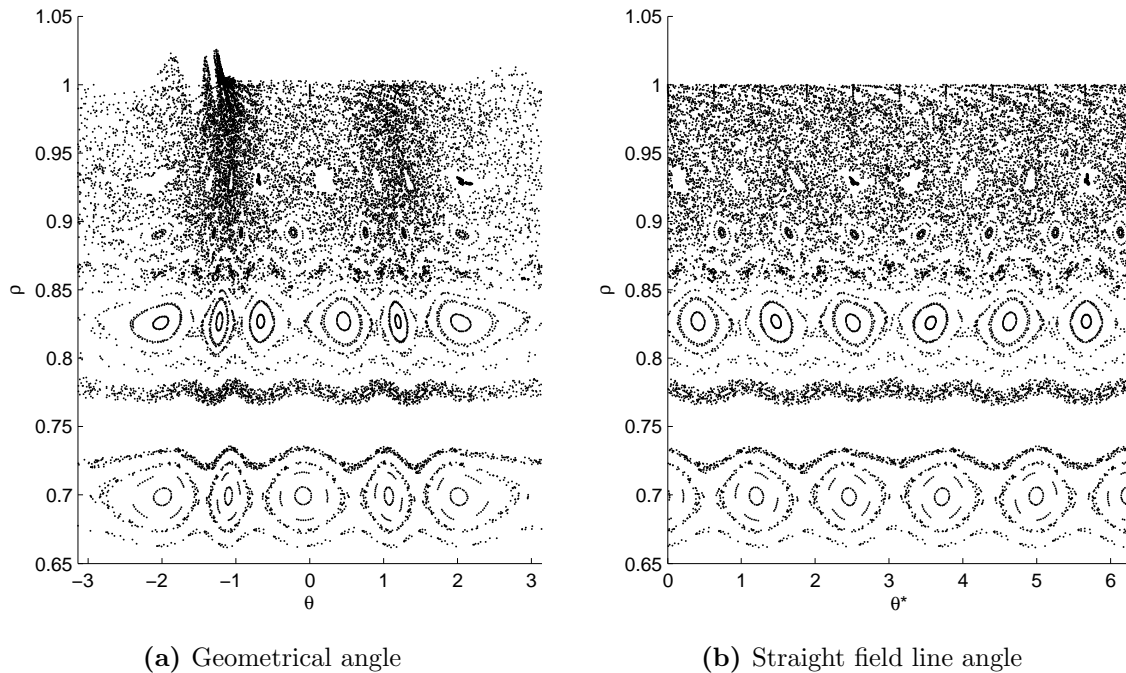 1.05
1
0.95
0.9
0.85
0.8
0.75
0.7
0.65
ρ
−3 −2 −1 0 1 2 3
θ
(a) Geometrical angle
1.05
1
0.95
0.9
0.85
0.8
0.75
0.7
0.65
ρ
0 1 2 3 4 5 6
θ*
(b) Straight field line angle